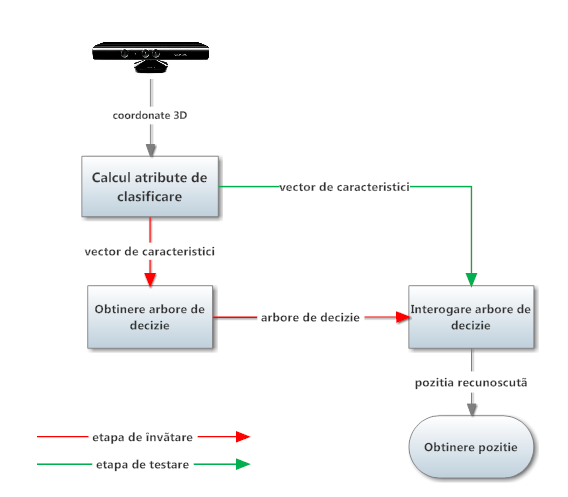 coordonate 3D
Calcul atribute de
clasificare
vector de caracteristici
vector de caracteristici
Obtinere arbore de
decizie
arbore de decizie
Interogare arbore de
decizie
pozitia recunoscută
Obtinere pozitie
etapa de învătare
etapa de testare